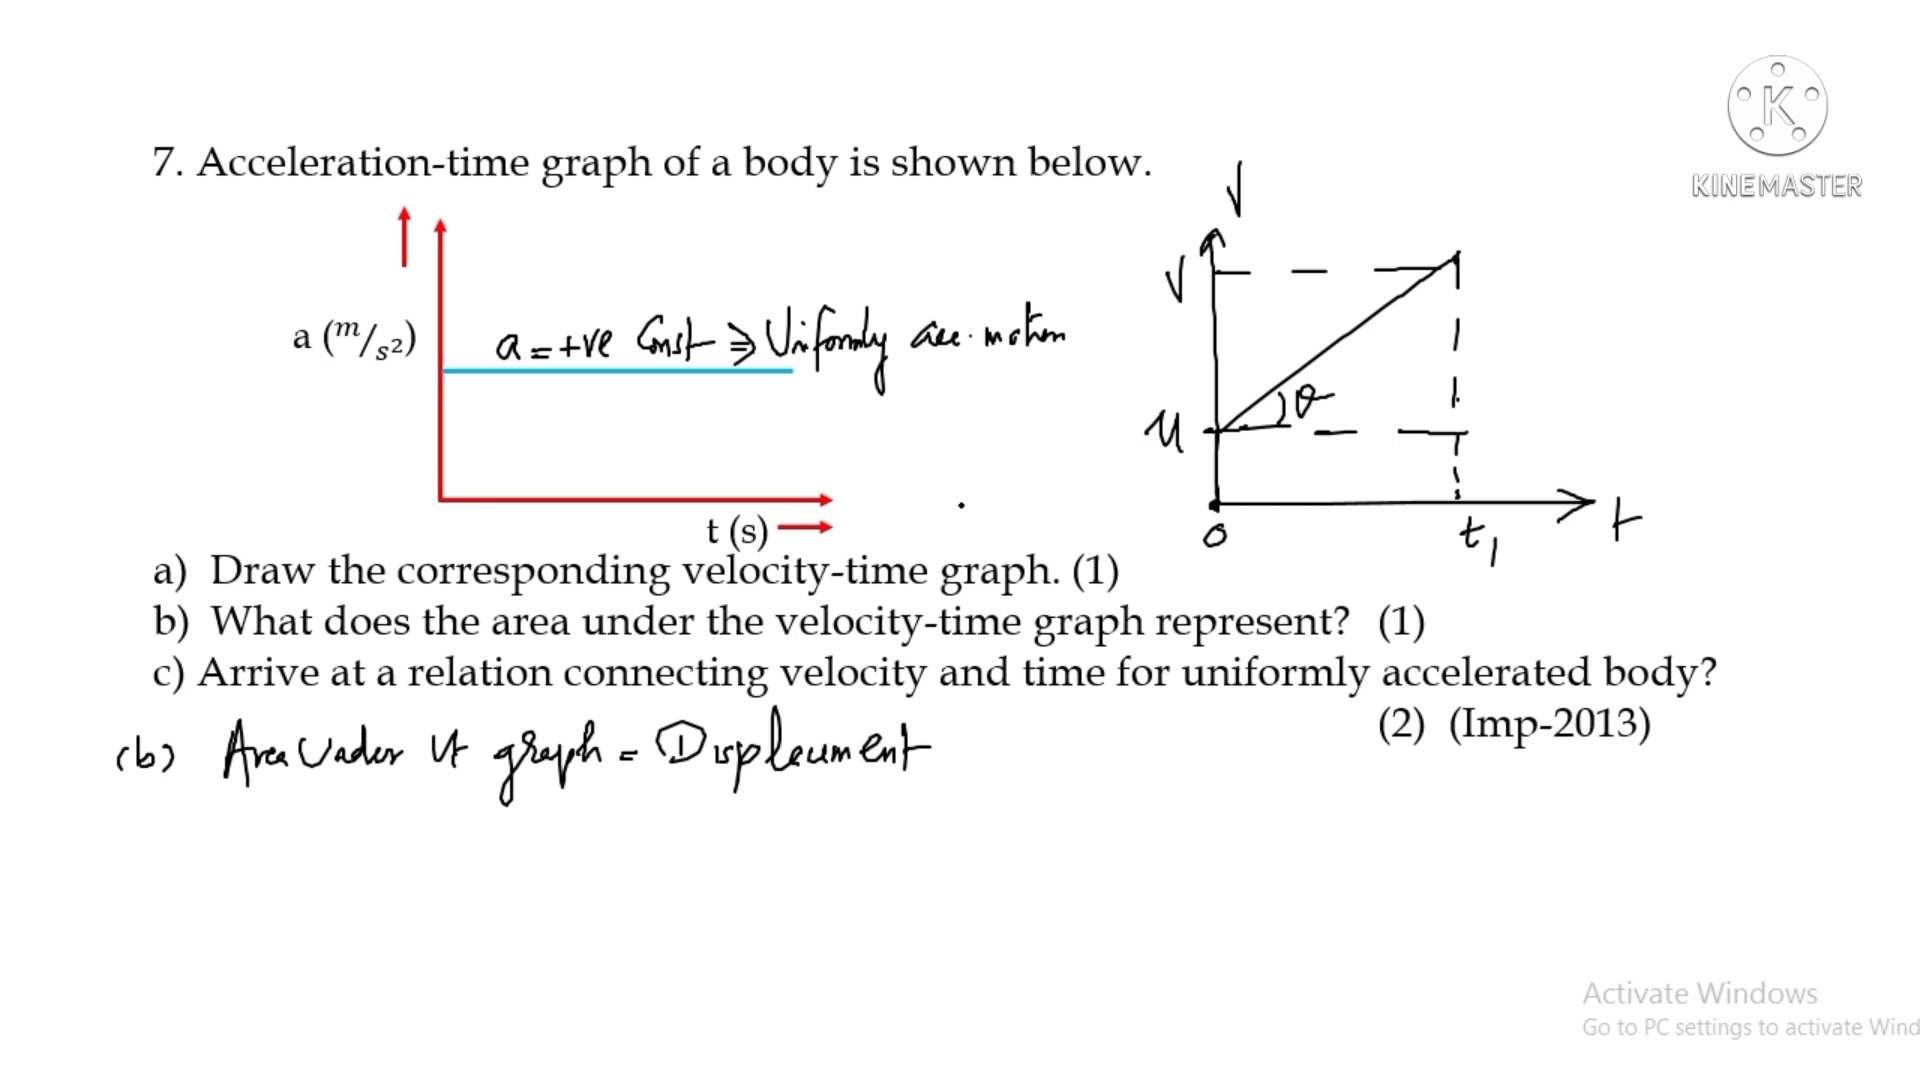 7. Acceleration-time graph of a body is shown below.
KINEMASTER
V
V
a (m/s2)
a = +ve Const ⇒ Uniformly acc. motion
θ
u
t (s)
0
t1
t
a) Draw the corresponding velocity-time graph. (1)
b) What does the area under the velocity-time graph represent? (1)
c) Arrive at a relation connecting velocity and time for uniformly accelerated body?
(2) (Imp-2013)
(b) Area Under vt graph = Displacement
Activate Windows
Go to PC settings to activate Wind